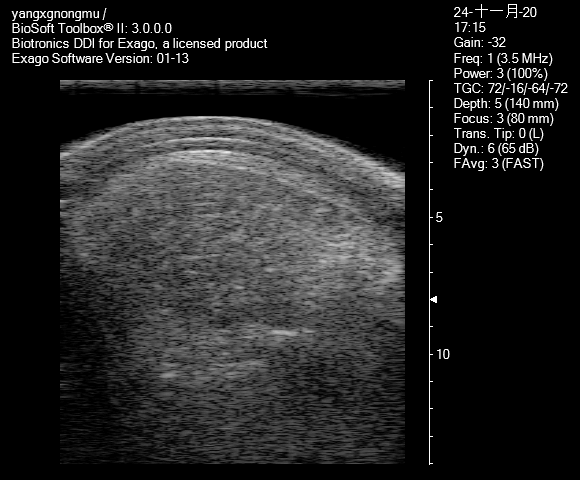 yangxgnongmu /
BioSoft Toolbox® II: 3.0.0.0
Biotronics DDI for Exago, a licensed product
Exago Software Version: 01-13
24-十一月-20
17:15
Gain: -32
Freq: 1 (3.5 MHz)
Power: 3 (100%)
TGC: 72/-16/-64/-72
Depth: 5 (140 mm)
Focus: 3 (80 mm)
Trans. Tip: 0 (L)
Dyn.: 6 (65 dB)
FAvg: 3 (FAST)
5
10